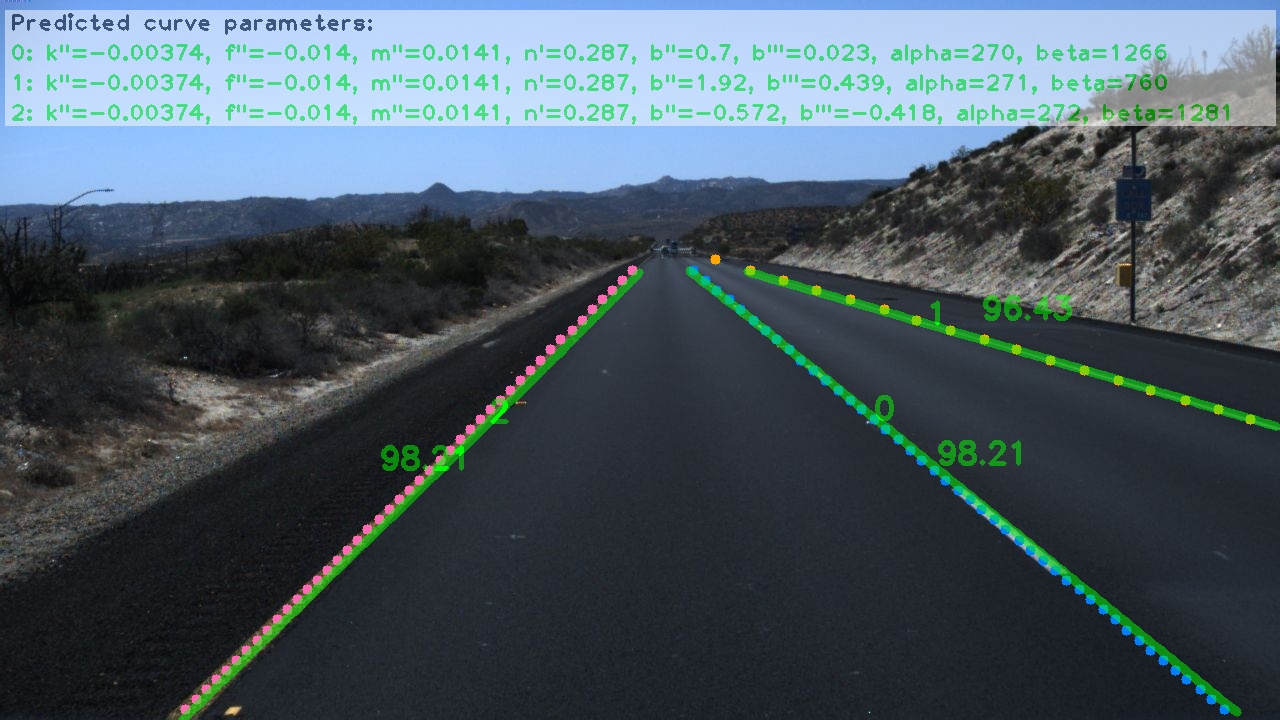 Predicted curve parameters:
0: k''=-0.00374, f''=-0.014, m''=0.0141, n'=0.287, b''=0.7, b'''=0.023, alpha=270, beta=1266
1: k''=-0.00374, f''=-0.014, m''=0.0141, n'=0.287, b''=1.92, b'''=0.439, alpha=271, beta=760
2: k''=-0.00374, f''=-0.014, m''=0.0141, n'=0.287, b''=-0.572, b'''=-0.418, alpha=272, beta=1281
1 96.43
2 0
98.21 98.21